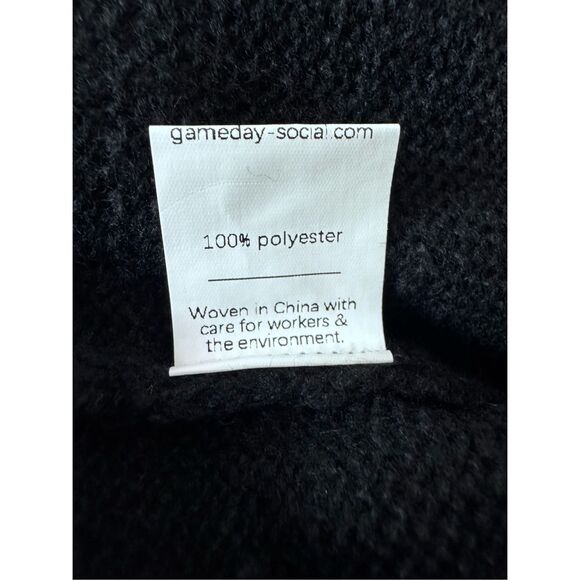 gameday-social.com
100% polyester
Woven in China with
care for workers &
the environment.